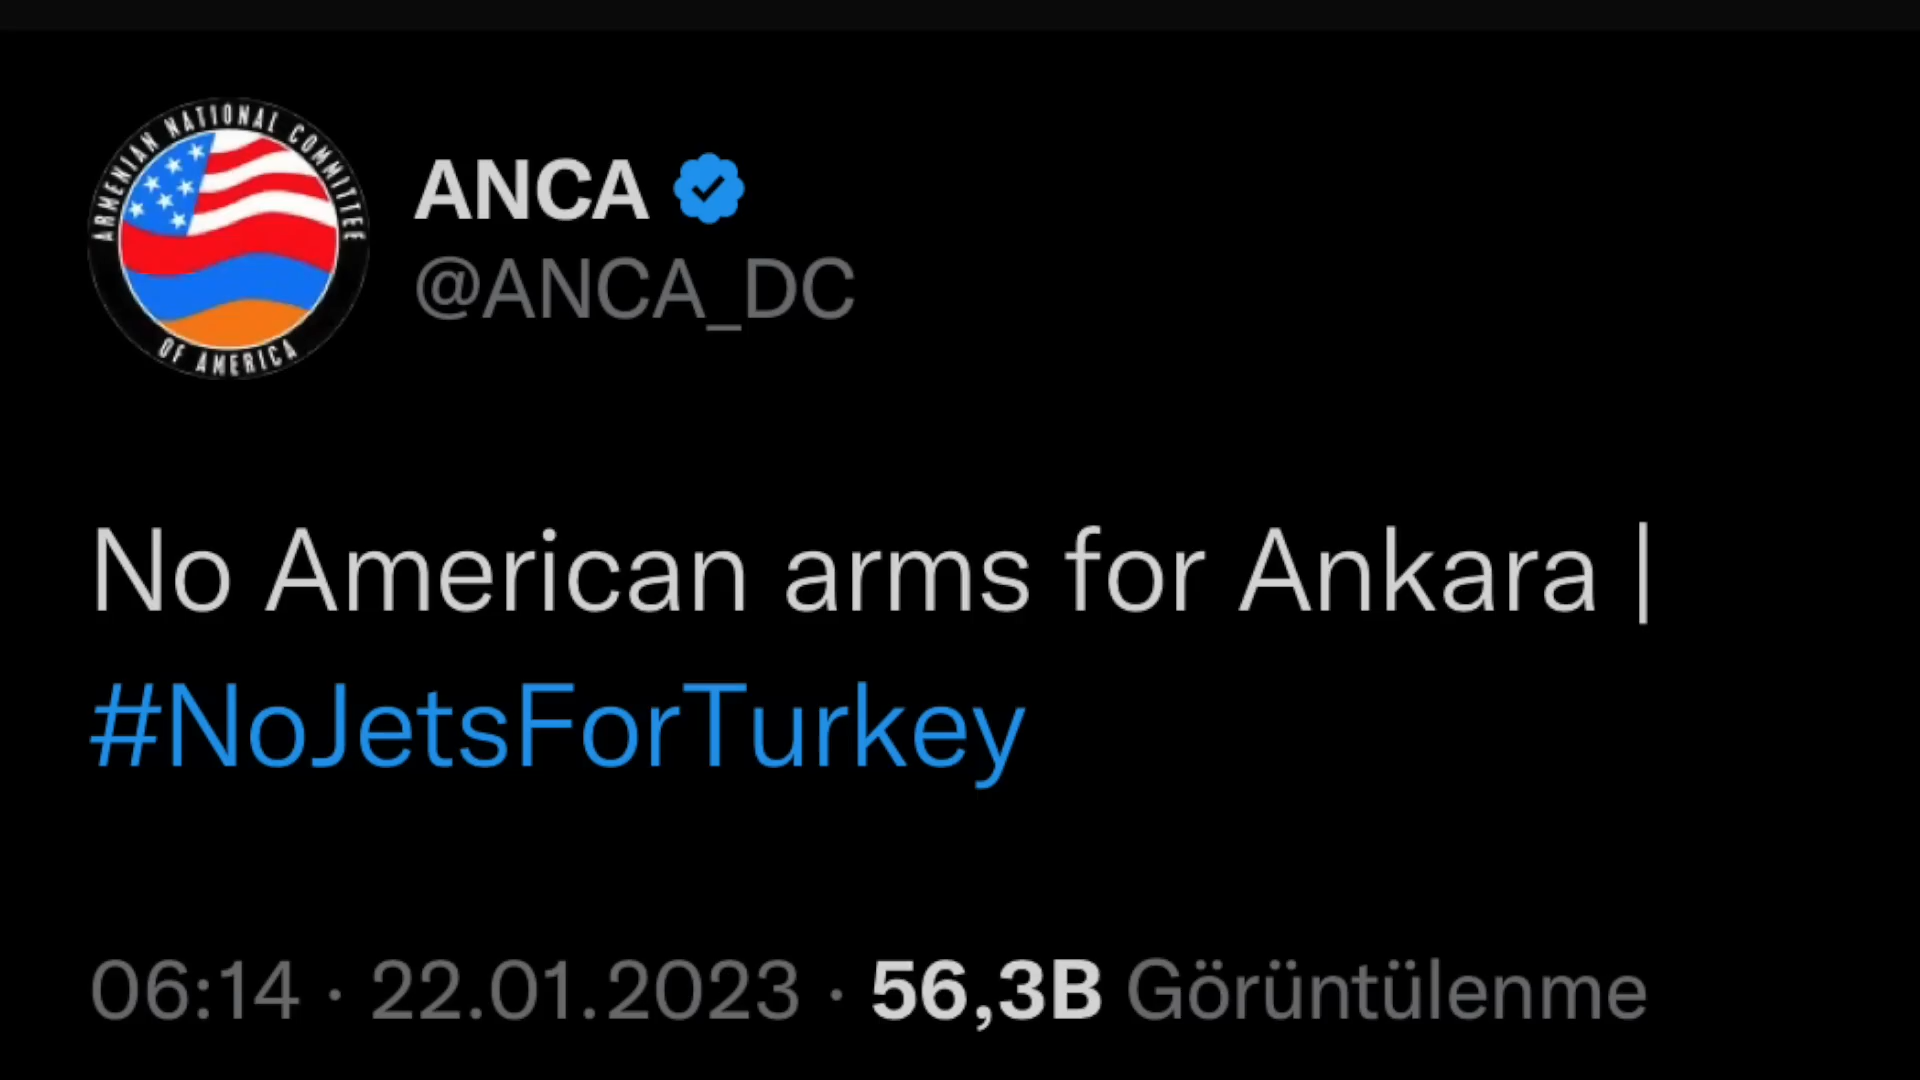 ARMENIAN NATIONAL COMMITTEE
OF AMERICA
ANCA
@ANCA_DC
No American arms for Ankara |
#NoJetsForTurkey
06:14 · 22.01.2023 · 56,3B Görüntülenme